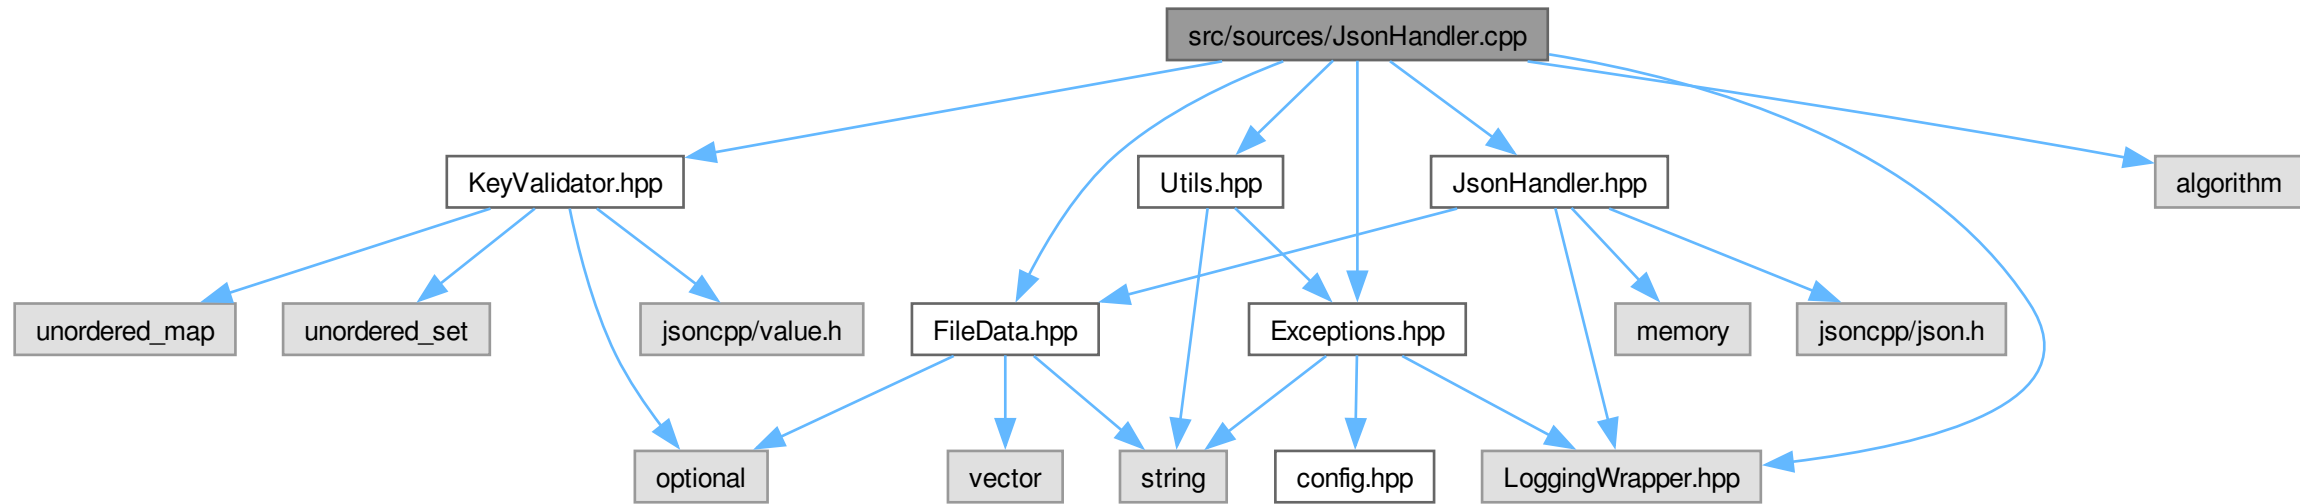 src/sources/JsonHandler.cpp
KeyValidator.hpp
Utils.hpp
JsonHandler.hpp
algorithm
unordered_map
unordered_set
jsoncpp/value.h
FileData.hpp
Exceptions.hpp
memory
jsoncpp/json.h
optional
vector
string
config.hpp
LoggingWrapper.hpp